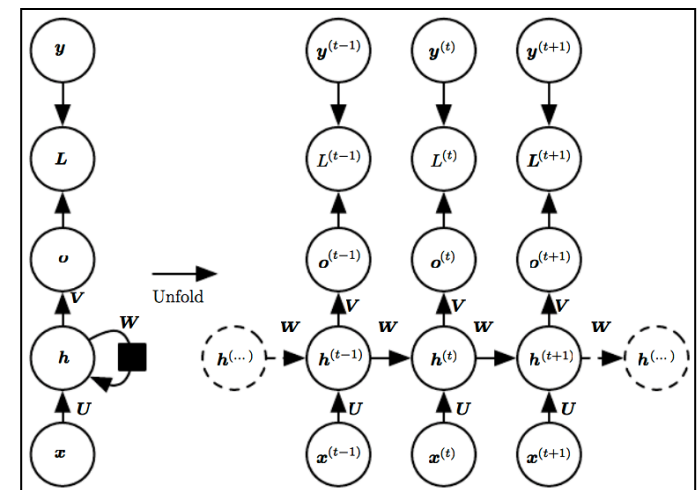 y y^(t−1) y^(t) y^(t+1)
L L^(t−1) L^(t) L^(t+1)
o o^(t−1) o^(t) o^(t+1)
Unfold
V V V V
W W W W W
h h^(...) h^(t−1) h^(t) h^(t+1) h^(...)
U U U U
x x^(t−1) x^(t) x^(t+1)